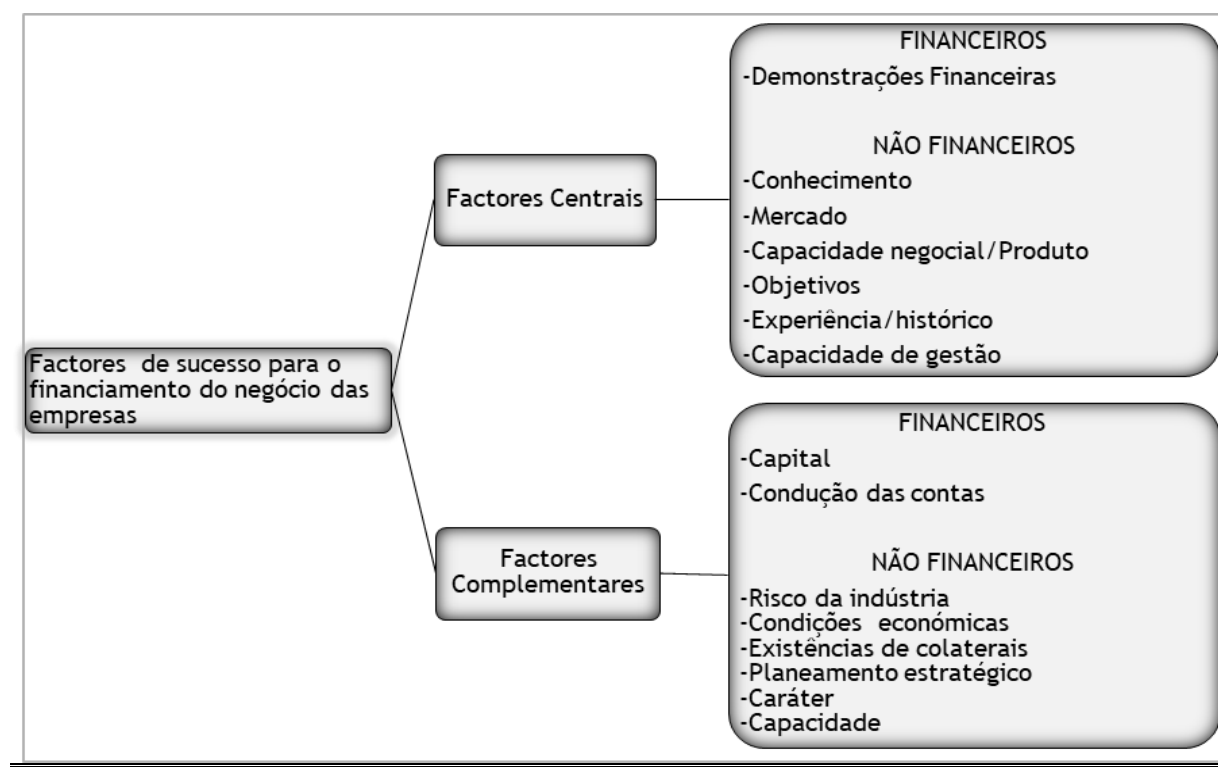 Factores de sucesso para o
financiamento do negócio das
empresas
Factores Centrais
FINANCEIROS
-Demonstrações Financeiras
NÃO FINANCEIROS
-Conhecimento
-Mercado
-Capacidade negocial/Produto
-Objetivos
-Experiência/histórico
-Capacidade de gestão
Factores
Complementares
FINANCEIROS
-Capital
-Condução das contas
NÃO FINANCEIROS
-Risco da indústria
-Condições económicas
-Existências de colaterais
-Planeamento estratégico
-Caráter
-Capacidade